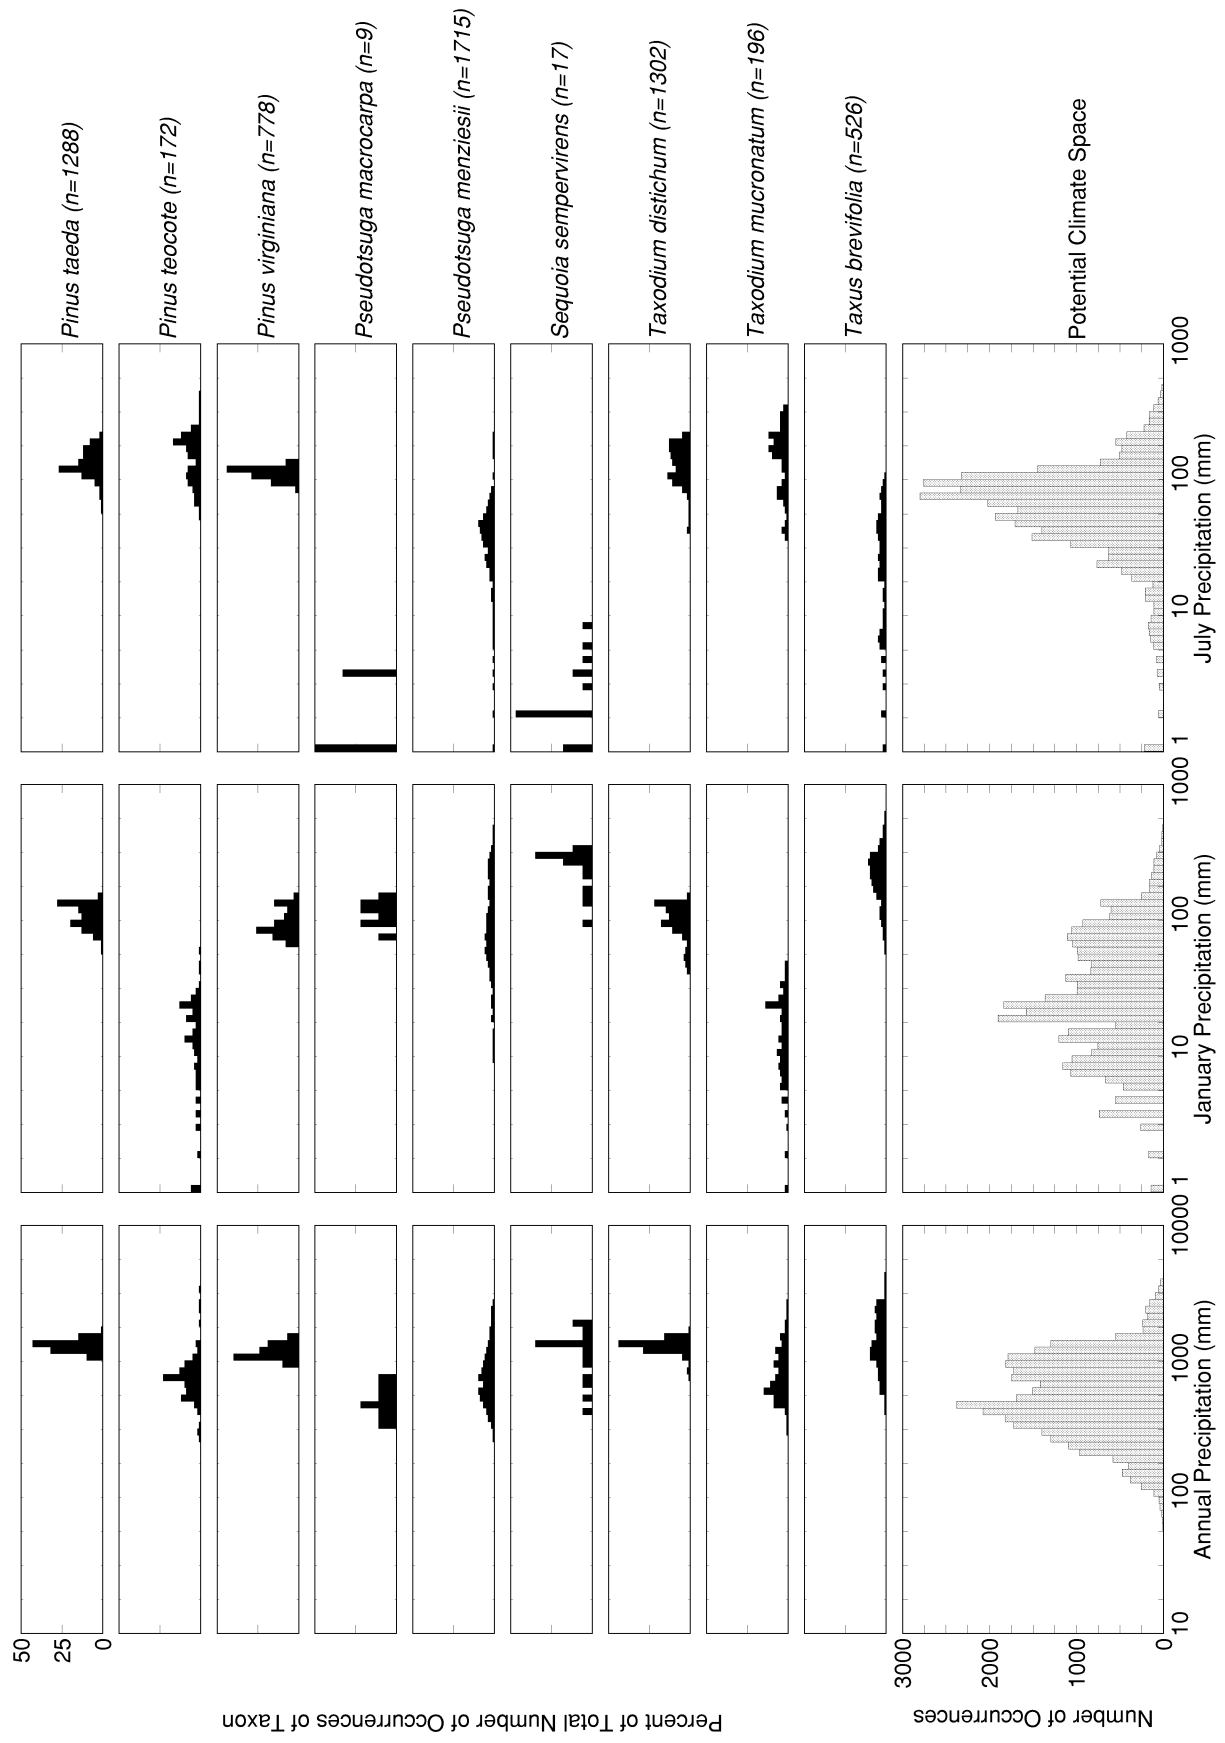 Pinus taeda (n=1288)
Pinus teocote (n=172)
Pinus virginiana (n=778)
Pseudotsuga macrocarpa (n=9)
Pseudotsuga menziesii (n=1715)
Sequoia sempervirens (n=17)
Taxodium distichum (n=1302)
Taxodium mucronatum (n=196)
Taxus brevifolia (n=526)
Potential Climate Space
50
25
0
Percent of Total Number of Occurrences of Taxon
3000
2000
1000
0
Number of Occurrences
10 100 1000 10000
Annual Precipitation (mm)
1 10 100 1000
January Precipitation (mm)
1 10 100 1000
July Precipitation (mm)